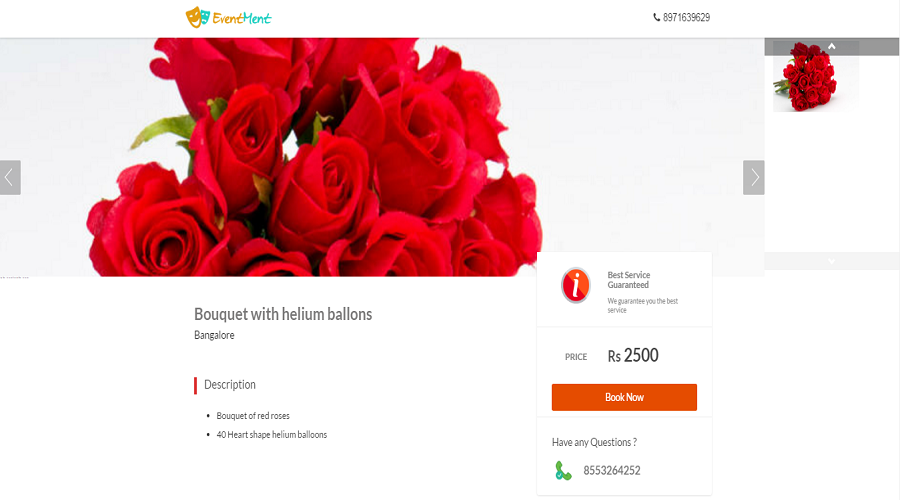 EventMent
8971639629
Best Service
Guaranteed
We guarantee you the best
service
Bouquet with helium ballons
Bangalore
PRICE Rs 2500
Book Now
Description
Bouquet of red roses
40 Heart shape helium balloons
Have any Questions ?
8553264252